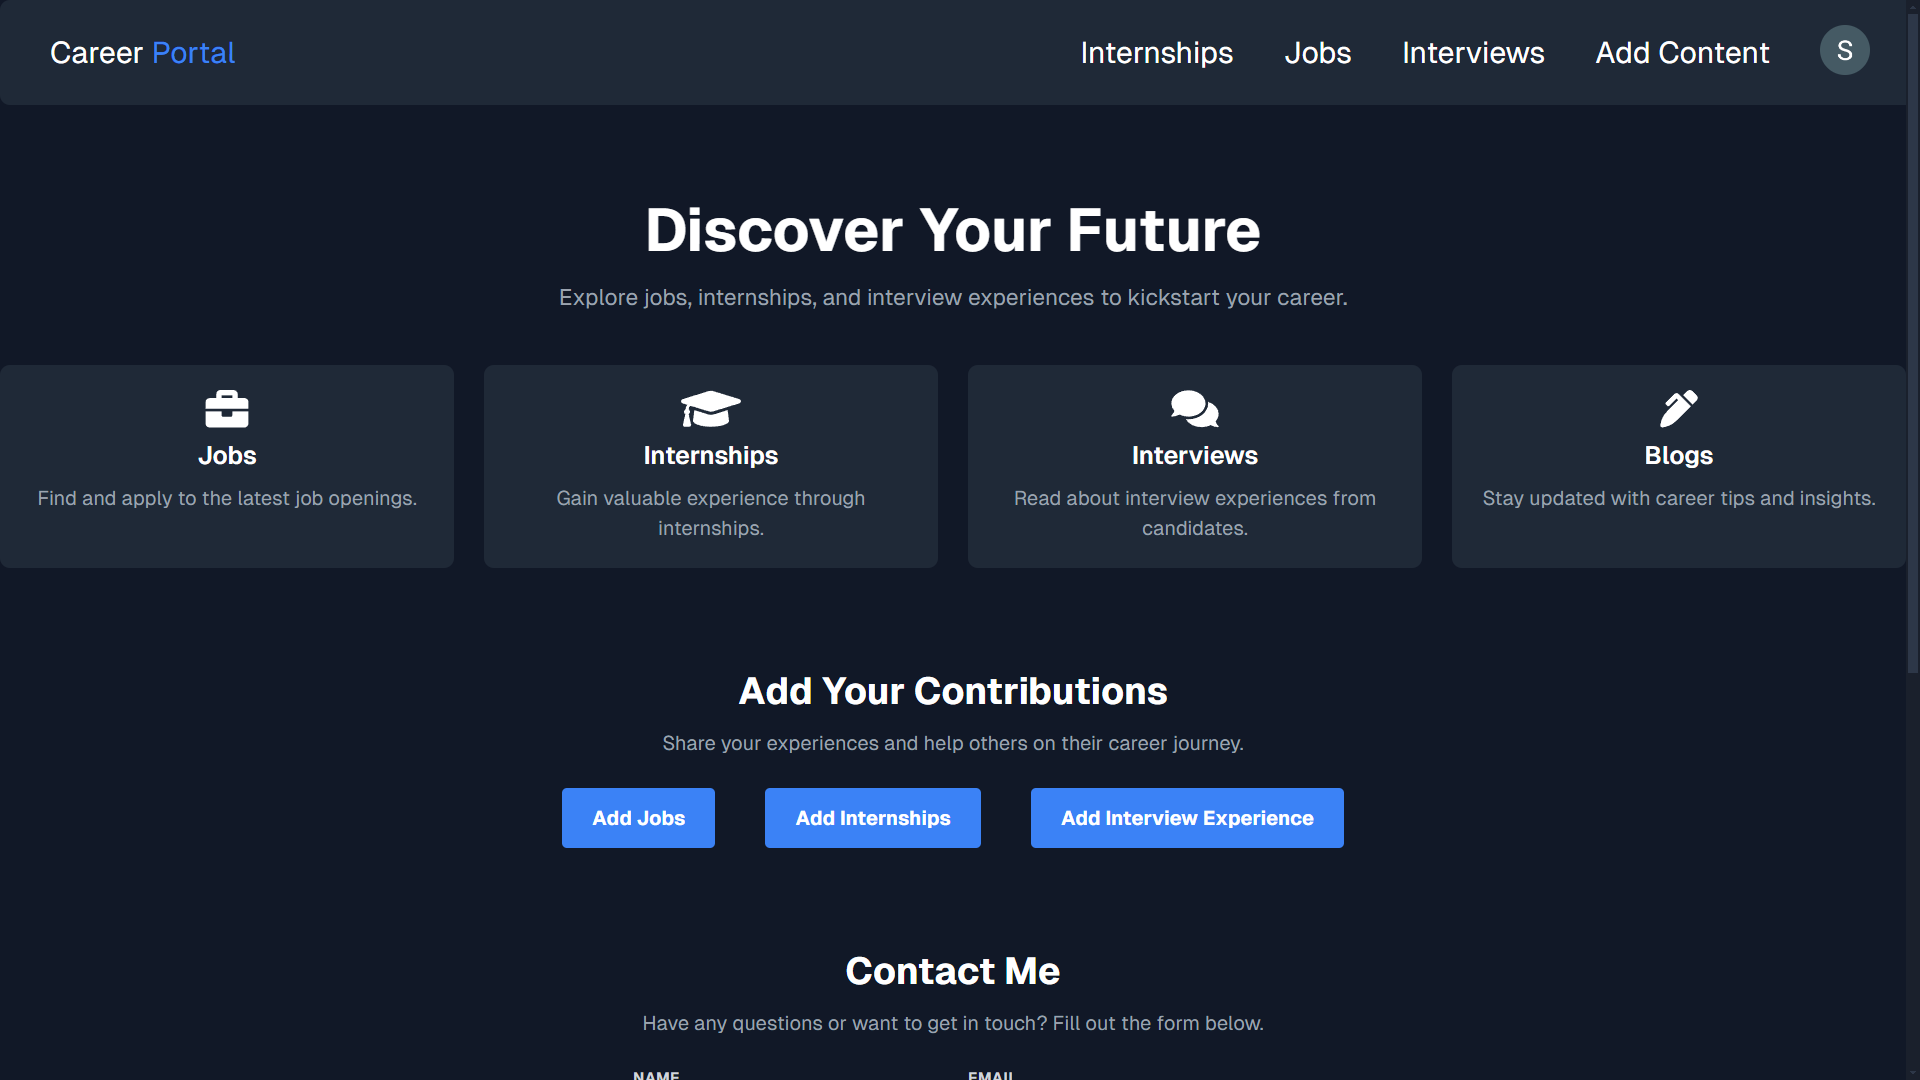 Career Portal
Internships
Jobs
Interviews
Add Content
S
Discover Your Future
Explore jobs, internships, and interview experiences to kickstart your career.
Jobs
Find and apply to the latest job openings.
Internships
Gain valuable experience through
internships.
Interviews
Read about interview experiences from
candidates.
Blogs
Stay updated with career tips and insights.
Add Your Contributions
Share your experiences and help others on their career journey.
Add Jobs
Add Internships
Add Interview Experience
Contact Me
Have any questions or want to get in touch? Fill out the form below.
NAME
EMAIL